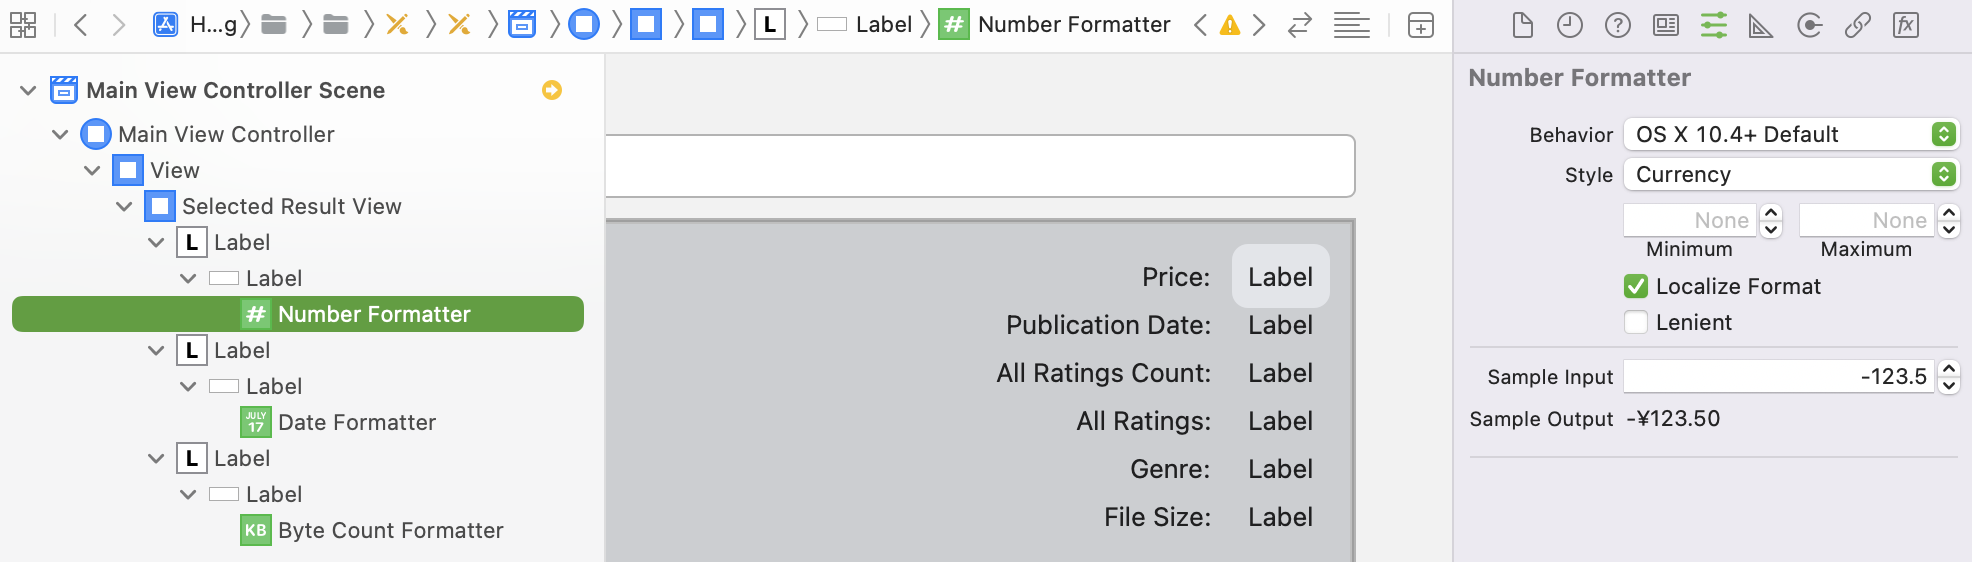 H...g L Label # Number Formatter
Main View Controller Scene
Main View Controller
View
Selected Result View
L Label
Label
# Number Formatter
L Label
Label
JULY 17 Date Formatter
L Label
Label
KB Byte Count Formatter
Price: Label
Publication Date: Label
All Ratings Count: Label
All Ratings: Label
Genre: Label
File Size: Label
Number Formatter
Behavior OS X 10.4+ Default
Style Currency
None None
Minimum Maximum
Localize Format
Lenient
Sample Input -123.5
Sample Output -¥123.50